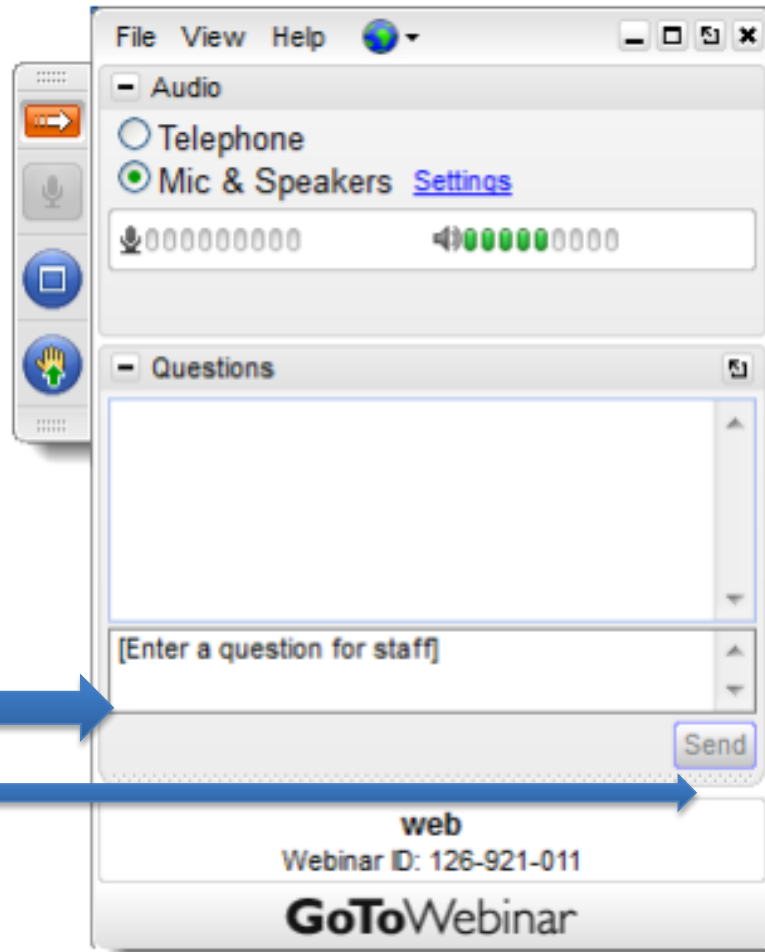 File View Help
Audio
Telephone
Mic & Speakers Settings
Questions
[Enter a question for staff]
Send
web
Webinar ID: 126-921-011
GoToWebinar